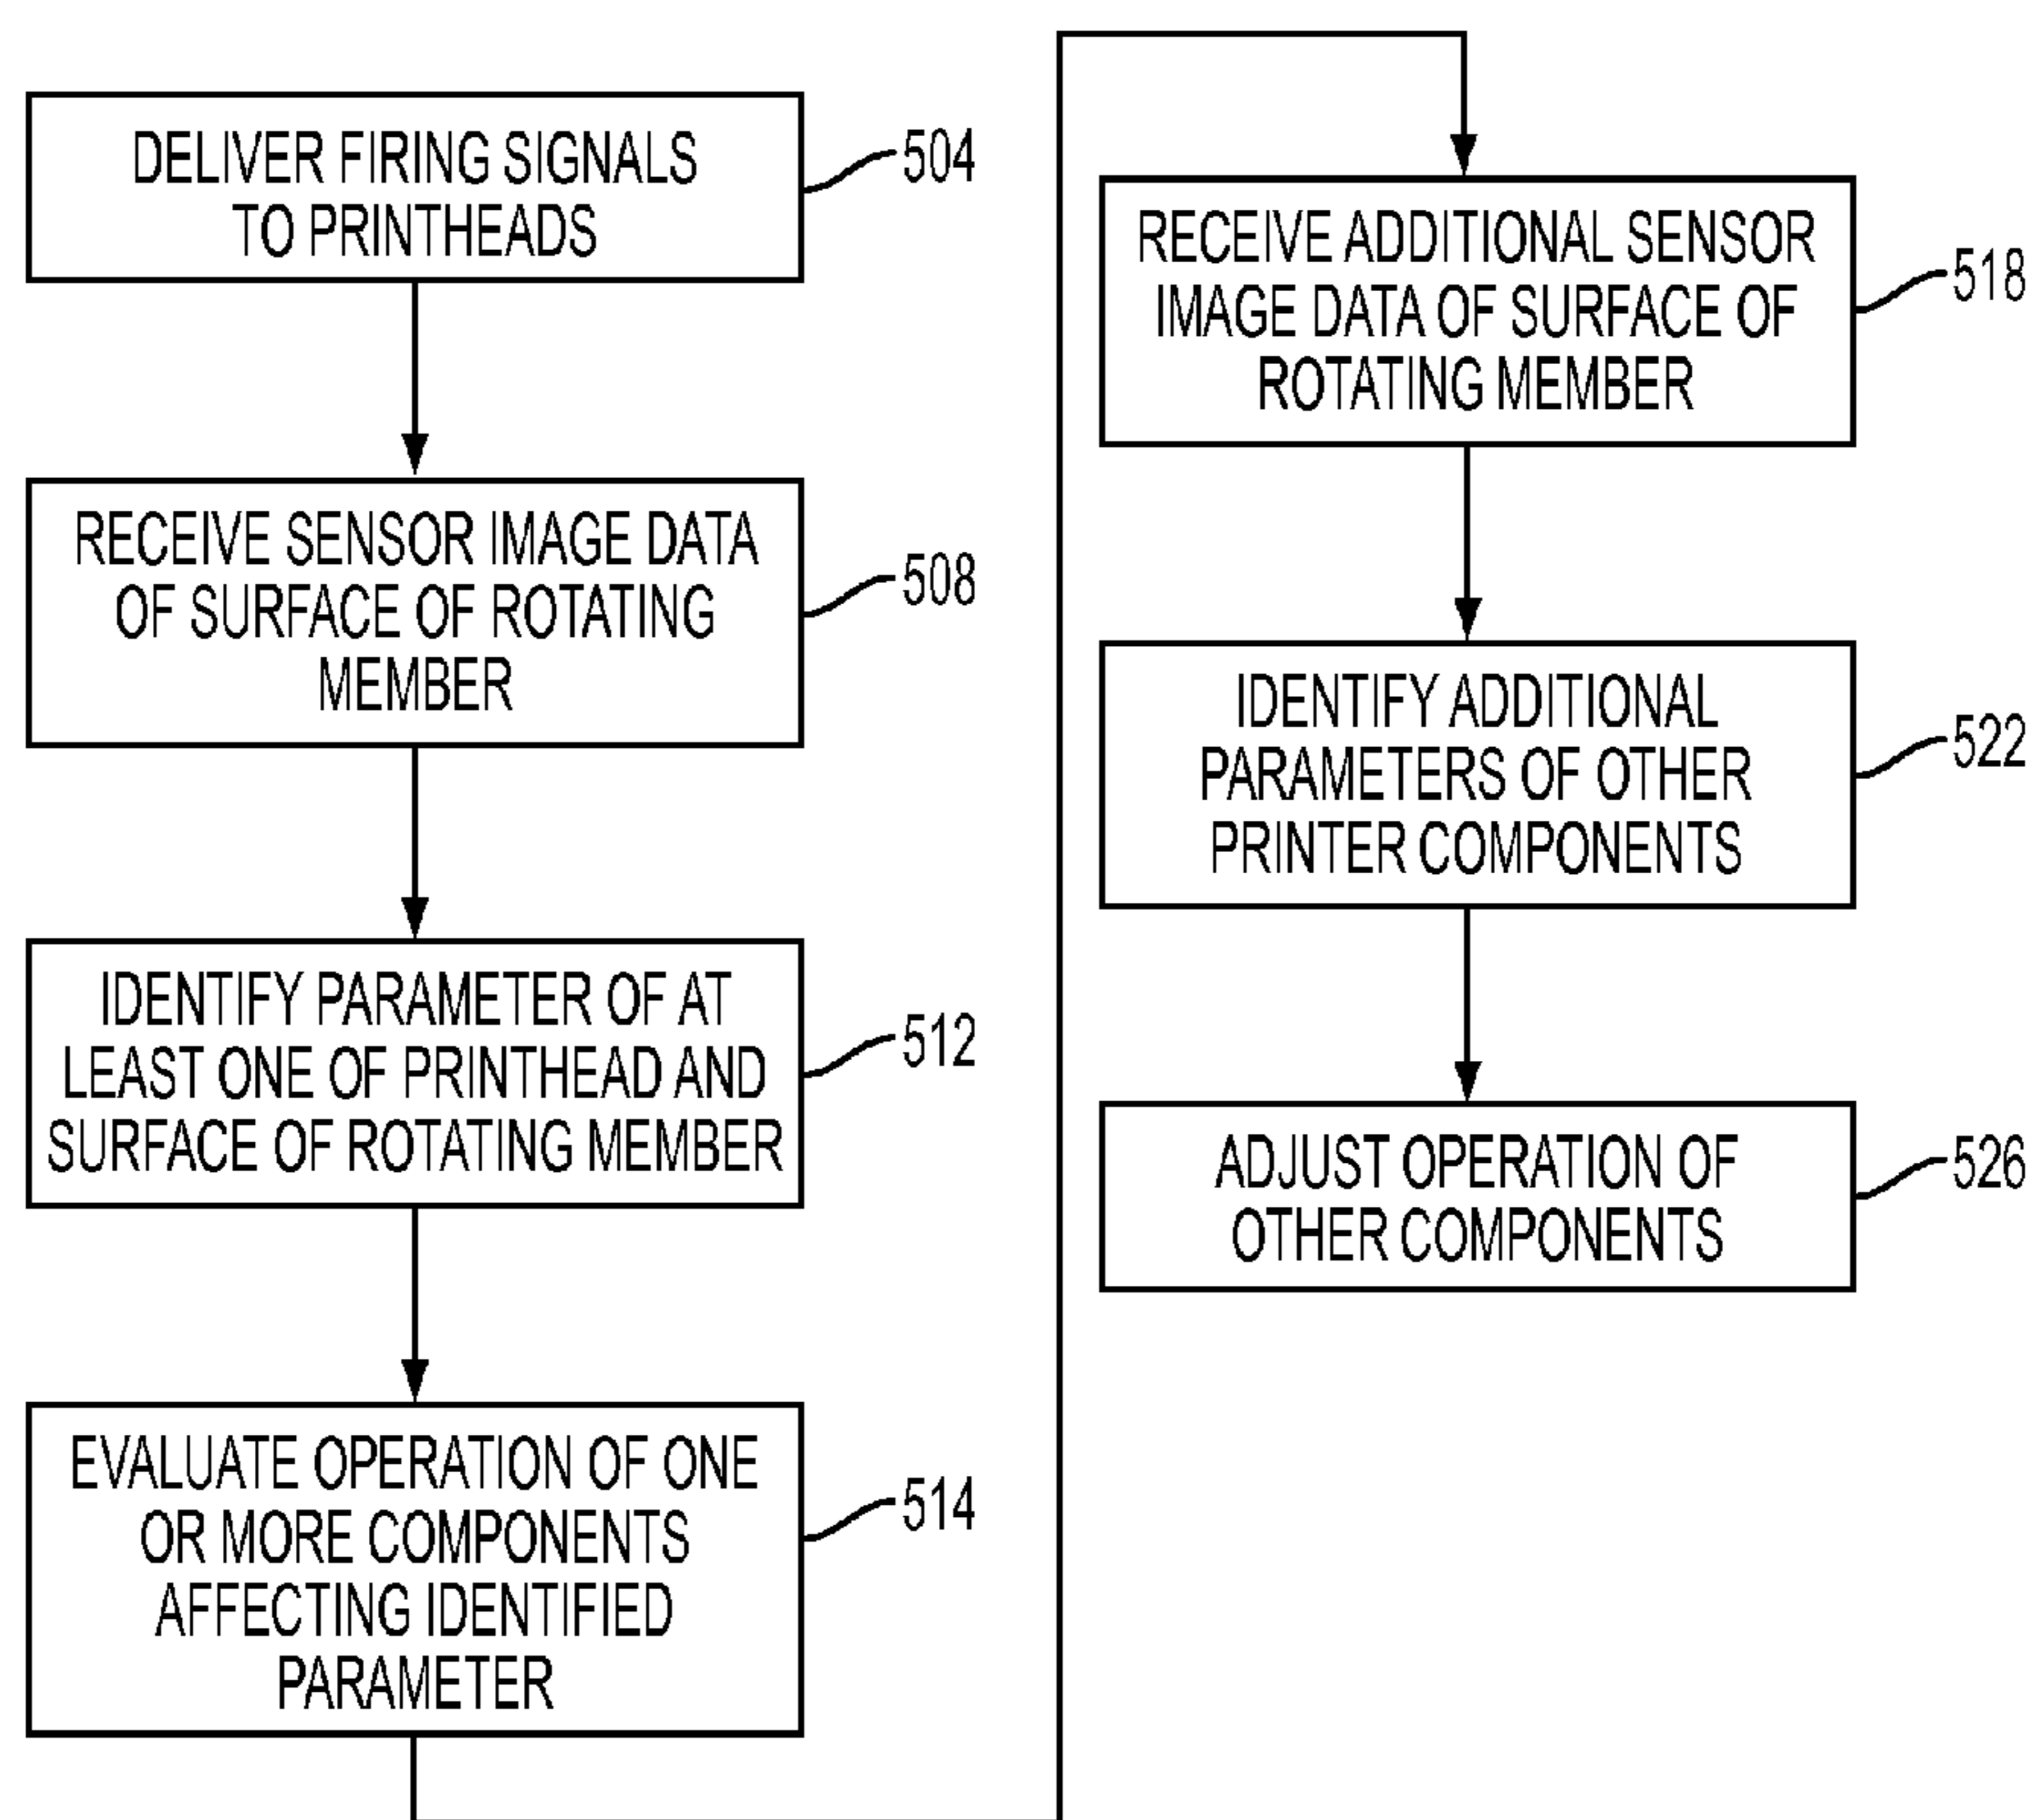 DELIVER FIRING SIGNALS
TO PRINTHEADS
504
RECEIVE SENSOR IMAGE DATA
OF SURFACE OF ROTATING
MEMBER
508
IDENTIFY PARAMETER OF AT
LEAST ONE OF PRINTHEAD AND
SURFACE OF ROTATING MEMBER
512
EVALUATE OPERATION OF ONE
OR MORE COMPONENTS
AFFECTING IDENTIFIED
PARAMETER
514
RECEIVE ADDITIONAL SENSOR
IMAGE DATA OF SURFACE OF
ROTATING MEMBER
518
IDENTIFY ADDITIONAL
PARAMETERS OF OTHER
PRINTER COMPONENTS
522
ADJUST OPERATION OF
OTHER COMPONENTS
526